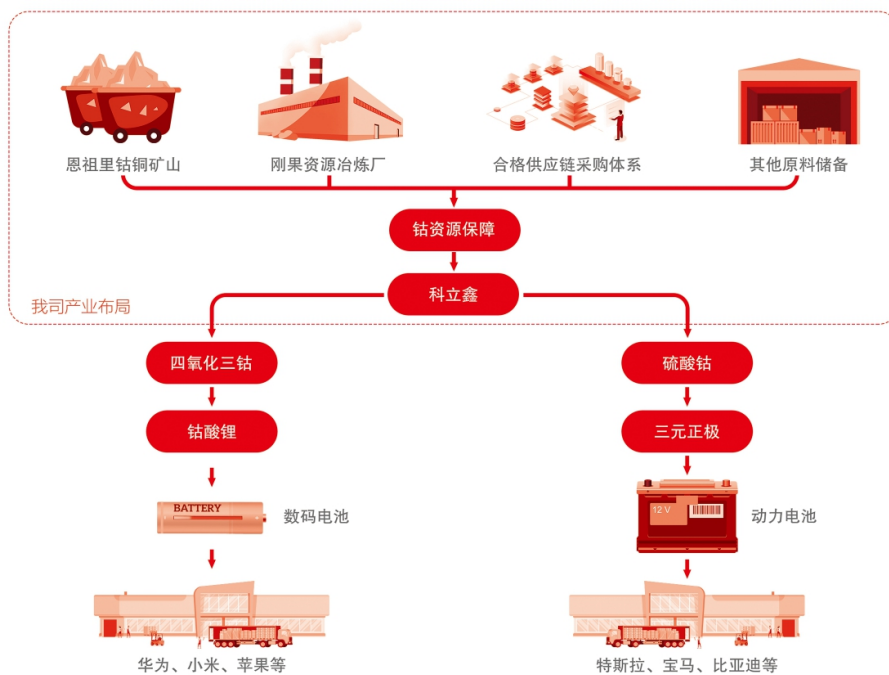 恩祖里钴铜矿山
刚果资源冶炼厂
合格供应链采购体系
其他原料储备
钴资源保障
科立鑫
我司产业布局
四氧化三钴
硫酸钴
钴酸锂
三元正极
BATTERY
数码电池
12 V
动力电池
华为、小米、苹果等
特斯拉、宝马、比亚迪等